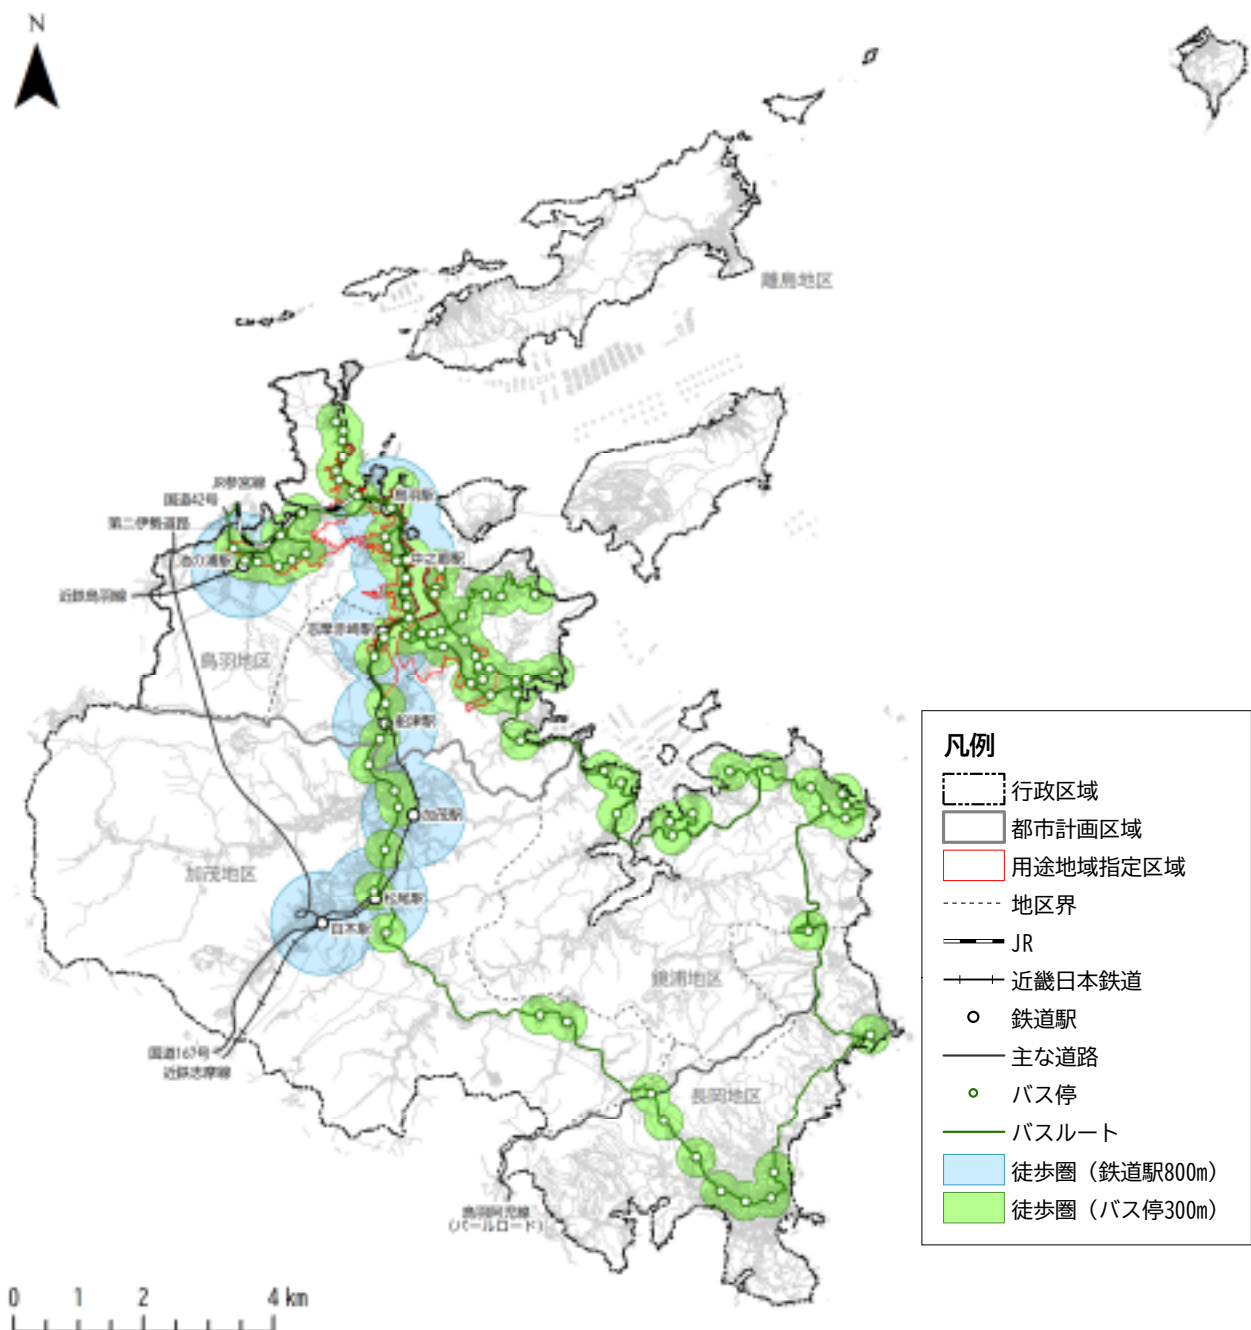 N
離島地区
JR参宮線
国道42号
第二伊勢道路
鳥羽駅
池の浦駅
中之郷駅
近鉄鳥羽線
志摩赤崎駅
鳥羽地区
船津駅
加茂駅
加茂地区
松尾駅
白木駅
鏡浦地区
国道167号
近鉄志摩線
長岡地区
鳥羽阿児線
(パールロード)
凡例
行政区域
都市計画区域
用途地域指定区域
地区界
JR
近畿日本鉄道
鉄道駅
主な道路
バス停
バスルート
徒歩圏（鉄道駅800m）
徒歩圏（バス停300m）
0 1 2 4 km